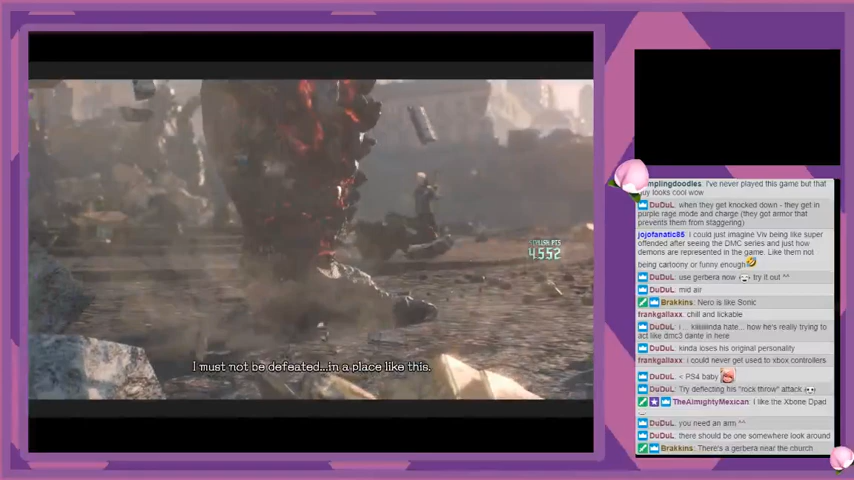 STYLISH PTS
4,552
I must not be defeated...in a place like this.
mplingdoodles: I've never played this game but that
guy looks cool wow
DuDuL: when they get knocked down - they get in
purple rage mode and charge (they got armor that
prevents them from staggering)
jojofanatic85: I could just imagine Viv being like super
offended after seeing the DMC series and just how
demons are represented in the game. Like them not
being cartoony or funny enough
DuDuL: use gerbera now try it out ^^
DuDuL: mid air
Brakkins: Nero is like Sonic
frankgallaxx: chill and lickable
DuDuL: i ... kiiiiiinda hate... how he's really trying to
act like dmc3 dante in here
DuDuL: kinda loses his original personality
frankgallaxx: i could never get used to xbox controllers
DuDuL: < PS4 baby
DuDuL: Try deflecting his "rock throw" attack
TheAlmightyMexican: I like the Xbone Dpad
DuDuL: you need an arm ^^
DuDuL: there should be one somewhere look around
Brakkins: There's a gerbera near the church